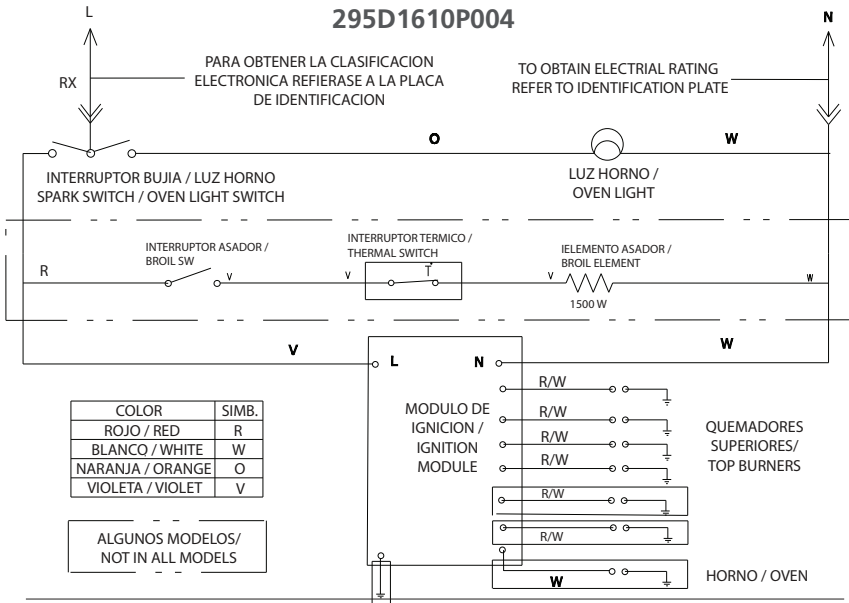 295D1610P004
L
N
RX
PARA OBTENER LA CLASIFICACION
ELECTRONICA REFIERASE A LA PLACA
DE IDENTIFICACION
TO OBTAIN ELECTRIAL RATING
REFER TO IDENTIFICATION PLATE
O
W
INTERRUPTOR BUJIA / LUZ HORNO
SPARK SWITCH / OVEN LIGHT SWITCH
LUZ HORNO /
OVEN LIGHT
R
INTERRUPTOR ASADOR /
BROIL SW
V
INTERRUPTOR TERMICO /
THERMAL SWITCH
V
T
IELEMENTO ASADOR /
BROIL ELEMENT
V
1500 W
W
V
L
N
W
MODULO DE
IGNICION /
IGNITION
MODULE
R/W
R/W
R/W
R/W
R/W
R/W
W
QUEMADORES
SUPERIORES/
TOP BURNERS
HORNO / OVEN
COLOR SIMB.
ROJO / RED R
BLANCO / WHITE W
NARANJA / ORANGE O
VIOLETA / VIOLET V
ALGUNOS MODELOS/
NOT IN ALL MODELS